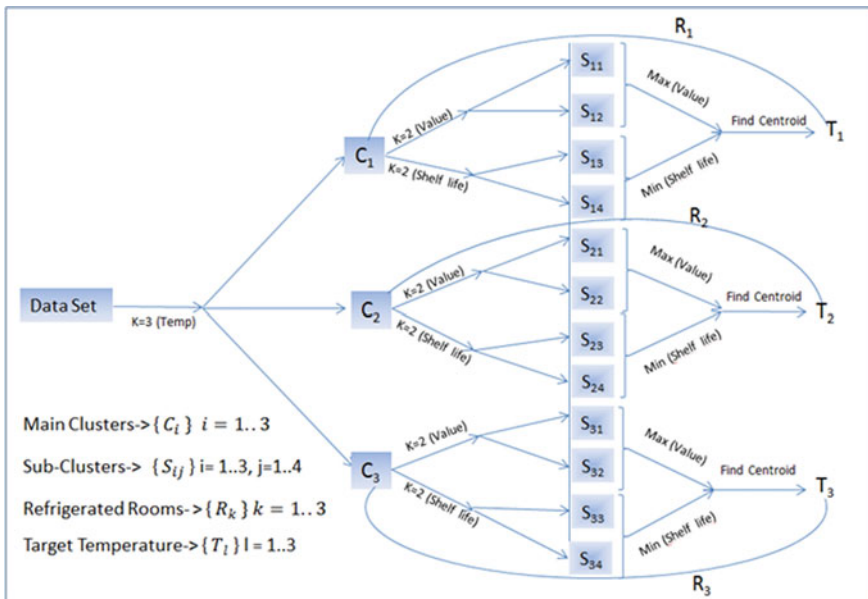 R1
S11
Max (Value)
K=2 (Value)
S12
Find Centroid
T1
C1
K=2 (Shelf life)
S13
Min (Shelf life)
S14
R2
S21
Max (Value)
K=2 (Value)
S22
Find Centroid
Data Set
K=3 (Temp)
C2
T2
K=2 (Shelf life)
S23
Min (Shelf life)
S24
Main Clusters->{Ci} i = 1..3
S31
K=2 (Value)
Max (Value)
Sub-Clusters-> {Sij} i=1..3, j=1..4
S32
Find Centroid
C3
T3
Refrigerated Rooms->{Rk} k = 1..3
K=2 (Shelf life)
S33
Min (Shelf life)
Target Temperature->{Tl} l = 1..3
S34
R3